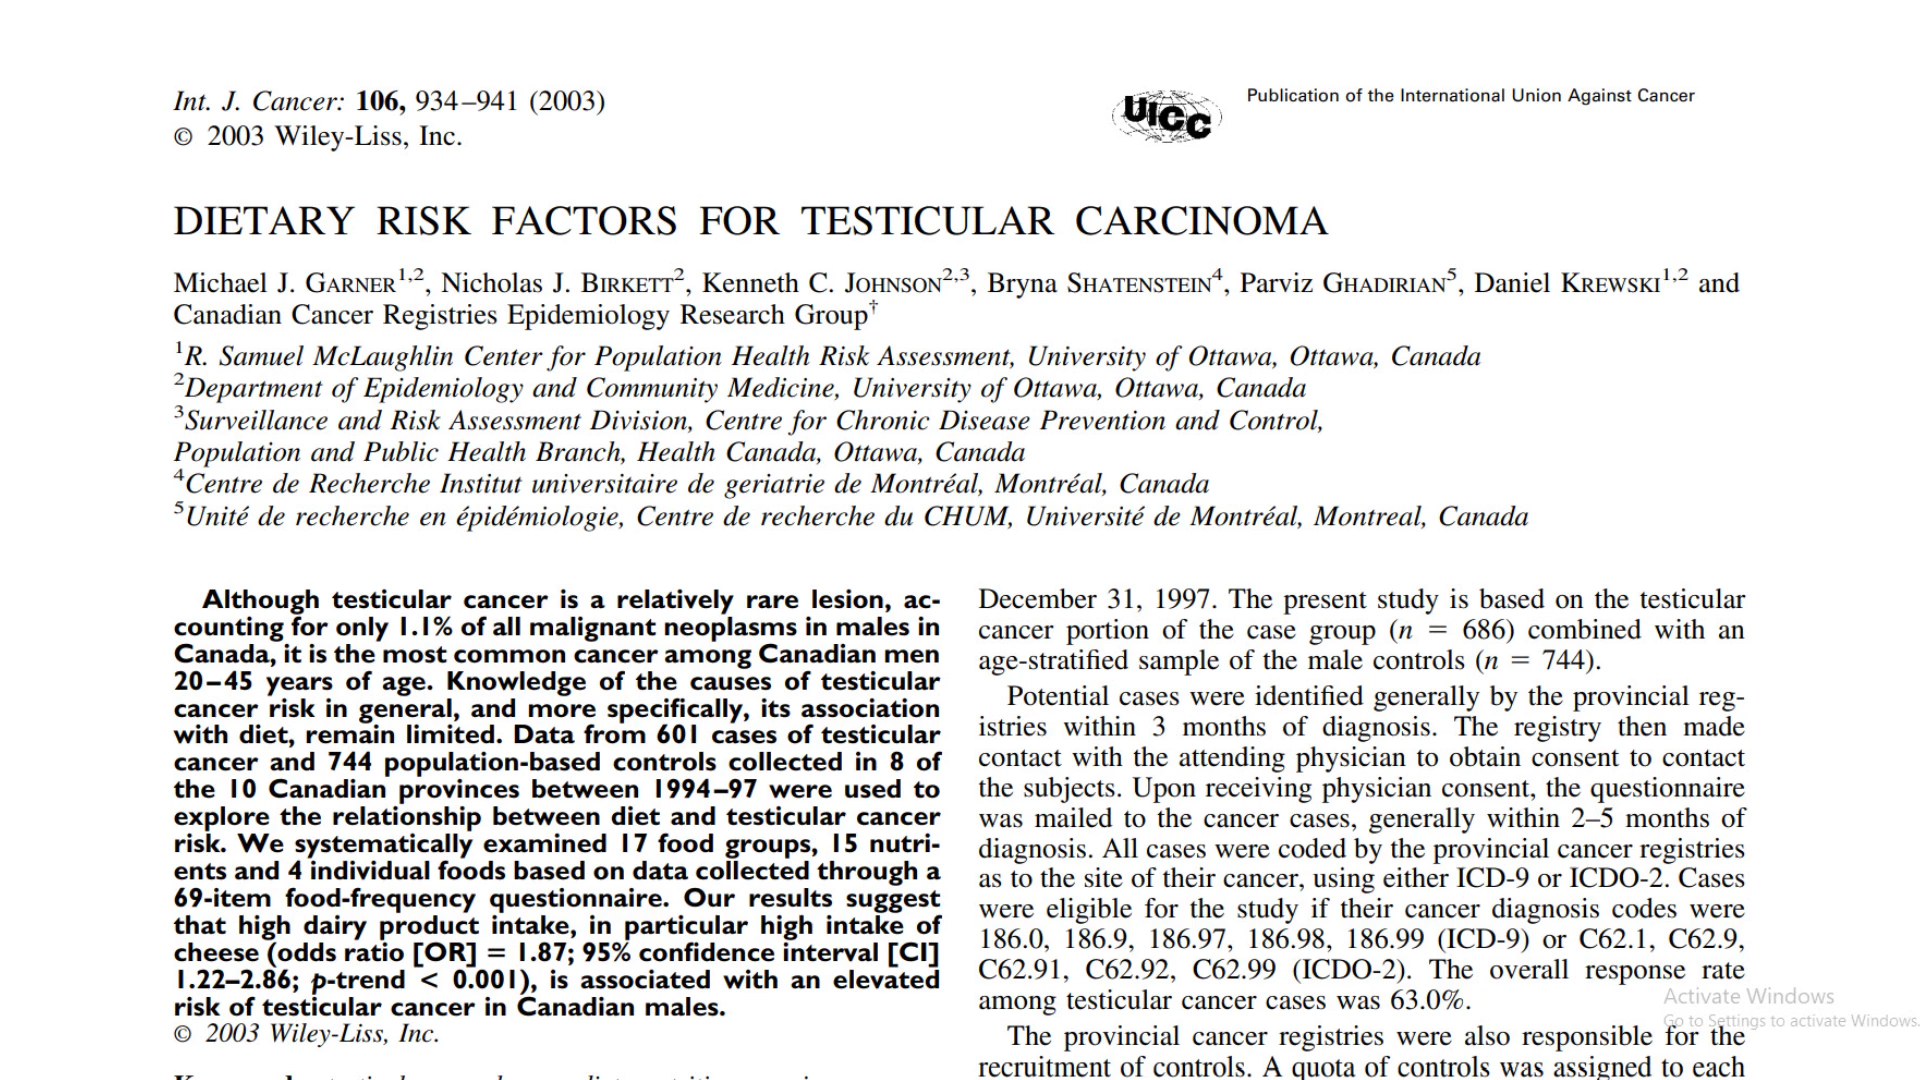 Int. J. Cancer: 106, 934–941 (2003)
© 2003 Wiley-Liss, Inc.
UICC
Publication of the International Union Against Cancer
DIETARY RISK FACTORS FOR TESTICULAR CARCINOMA
Michael J. GARNER1,2, Nicholas J. BIRKETT2, Kenneth C. JOHNSON2,3, Bryna SHATENSTEIN4, Parviz GHADIRIAN5, Daniel KREWSKI1,2 and
Canadian Cancer Registries Epidemiology Research Group†
1R. Samuel McLaughlin Center for Population Health Risk Assessment, University of Ottawa, Ottawa, Canada
2Department of Epidemiology and Community Medicine, University of Ottawa, Ottawa, Canada
3Surveillance and Risk Assessment Division, Centre for Chronic Disease Prevention and Control,
Population and Public Health Branch, Health Canada, Ottawa, Canada
4Centre de Recherche Institut universitaire de geriatrie de Montréal, Montréal, Canada
5Unité de recherche en épidémiologie, Centre de recherche du CHUM, Université de Montréal, Montreal, Canada
Although testicular cancer is a relatively rare lesion, ac-
counting for only 1.1% of all malignant neoplasms in males in
Canada, it is the most common cancer among Canadian men
20–45 years of age. Knowledge of the causes of testicular
cancer risk in general, and more specifically, its association
with diet, remain limited. Data from 601 cases of testicular
cancer and 744 population-based controls collected in 8 of
the 10 Canadian provinces between 1994–97 were used to
explore the relationship between diet and testicular cancer
risk. We systematically examined 17 food groups, 15 nutri-
ents and 4 individual foods based on data collected through a
69-item food-frequency questionnaire. Our results suggest
that high dairy product intake, in particular high intake of
cheese (odds ratio [OR] = 1.87; 95% confidence interval [CI]
1.22–2.86; p-trend < 0.001), is associated with an elevated
risk of testicular cancer in Canadian males.
© 2003 Wiley-Liss, Inc.
December 31, 1997. The present study is based on the testicular
cancer portion of the case group (n = 686) combined with an
age-stratified sample of the male controls (n = 744).
Potential cases were identified generally by the provincial reg-
istries within 3 months of diagnosis. The registry then made
contact with the attending physician to obtain consent to contact
the subjects. Upon receiving physician consent, the questionnaire
was mailed to the cancer cases, generally within 2–5 months of
diagnosis. All cases were coded by the provincial cancer registries
as to the site of their cancer, using either ICD-9 or ICDO-2. Cases
were eligible for the study if their cancer diagnosis codes were
186.0, 186.9, 186.97, 186.98, 186.99 (ICD-9) or C62.1, C62.9,
C62.91, C62.92, C62.99 (ICDO-2). The overall response rate
among testicular cancer cases was 63.0%.
The provincial cancer registries were also responsible for the
recruitment of controls. A quota of controls was assigned to each
Activate Windows
Go to Settings to activate Windows.